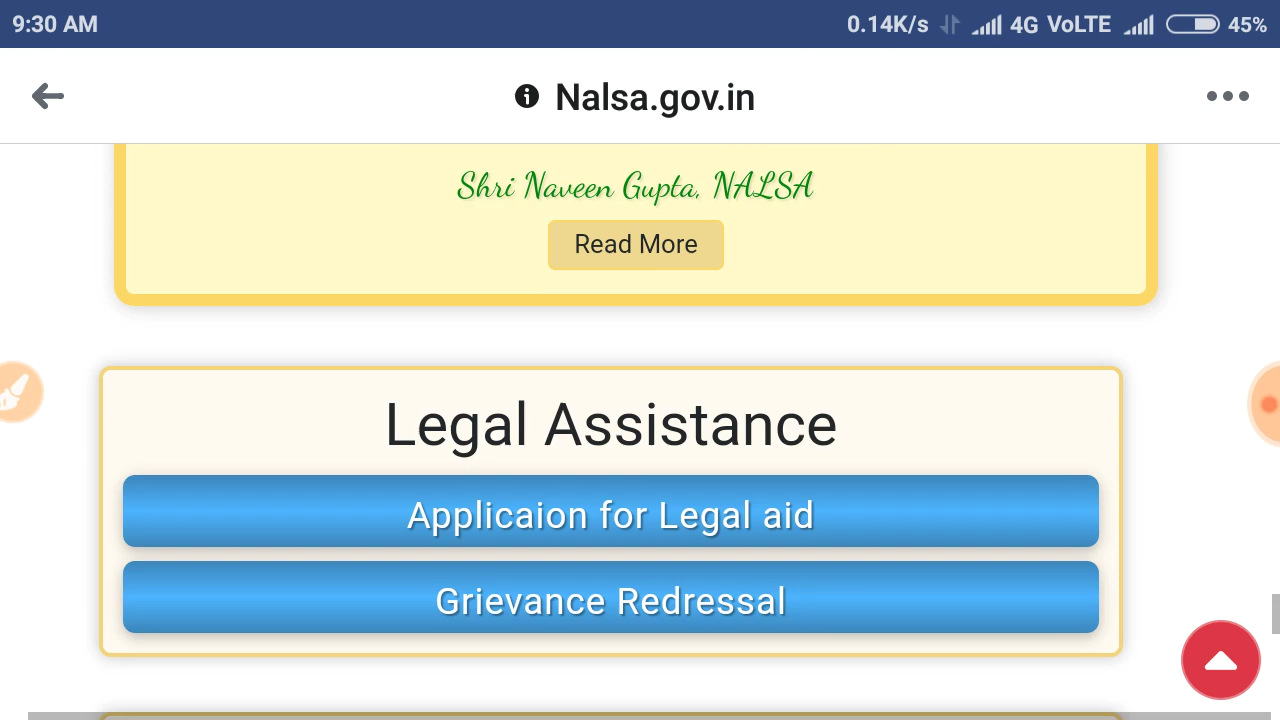 9:30 AM 0.14K/s 4G VoLTE 45%
Nalsa.gov.in
Shri Naveen Gupta, NALSA
Read More
Legal Assistance
Applicaion for Legal aid
Grievance Redressal